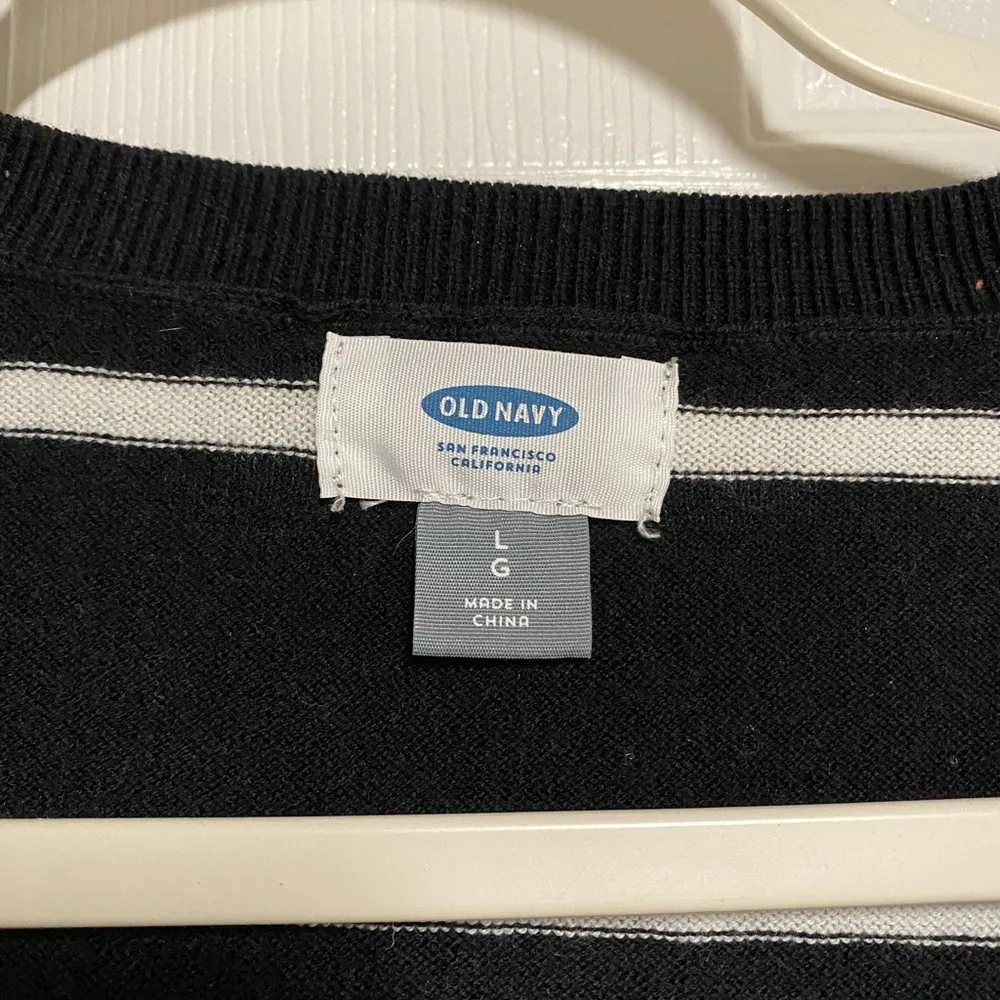 OLD NAVY
SAN FRANCISCO
CALIFORNIA
L
G
MADE IN
CHINA